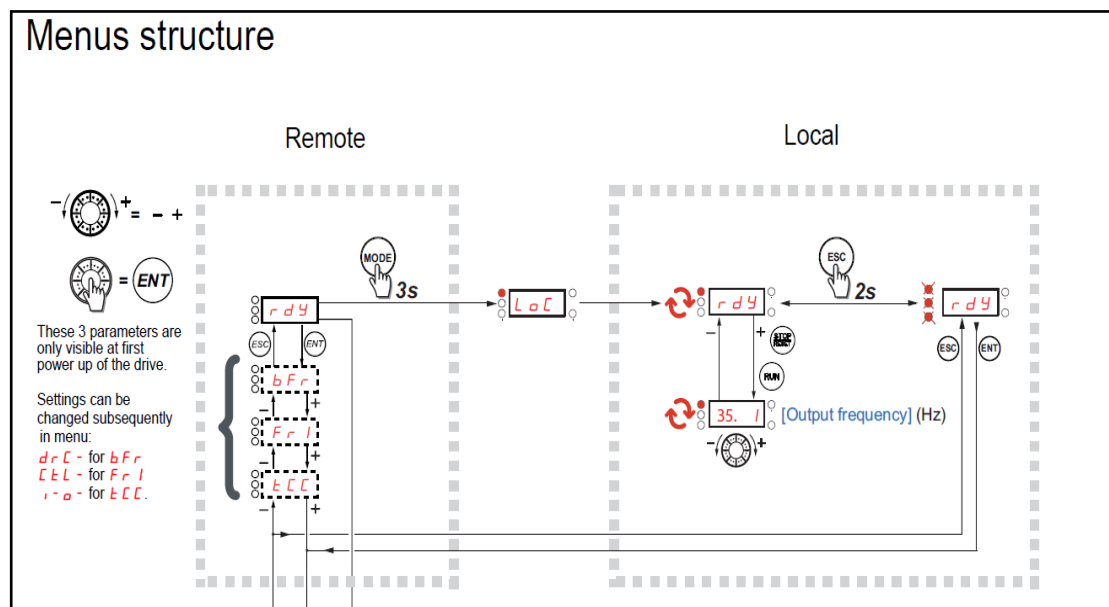 Menus structure
Remote
Local
- + = - +
= ENT
These 3 parameters are
only visible at first
power up of the drive.
Settings can be
changed subsequently
in menu:
drC - for bFr
CtL - for Fr1
i-o - for tCC.
MODE
3s
rdY
ESC
ENT
bFr
- +
Fr1
- +
tCC
- +
LoC
rdY
ESC
2s
rdY
- +
STOP
RUN
35. 1 [Output frequency] (Hz)
- +
ESC
ENT